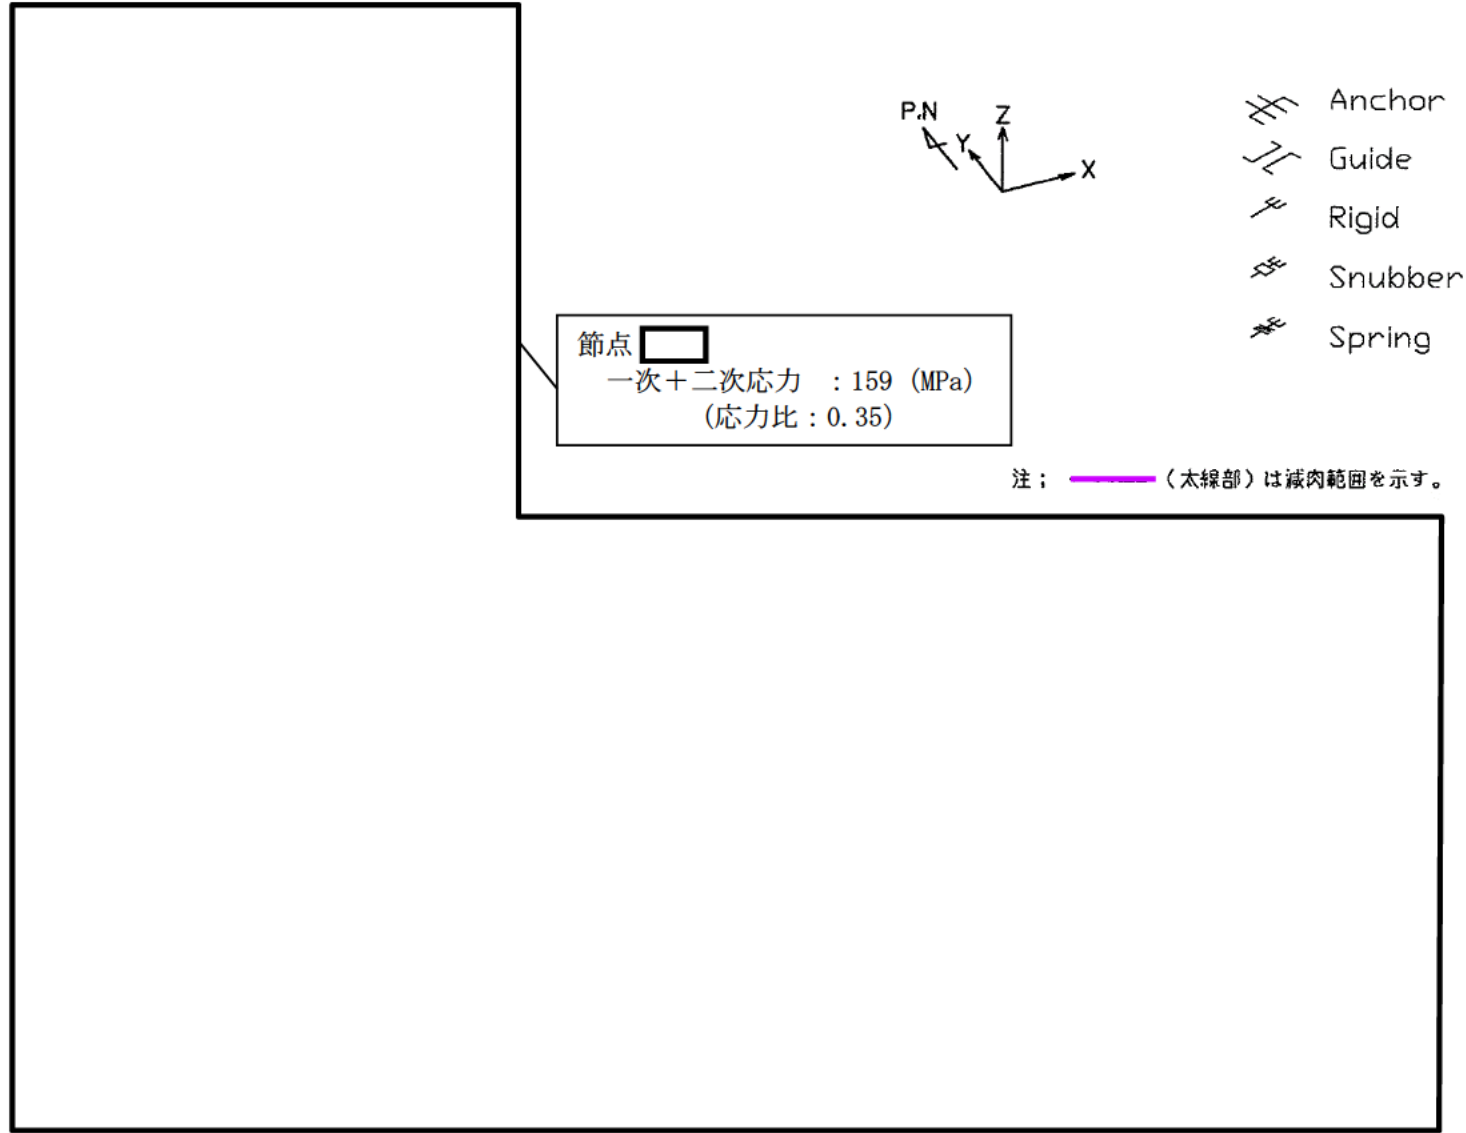 P.N
Z
Y
X
Anchor
Guide
Rigid
Snubber
Spring
節点
一次+二次応力 :159 (MPa)
(応力比:0.35)
注; (太線部)は減肉範囲を示す。